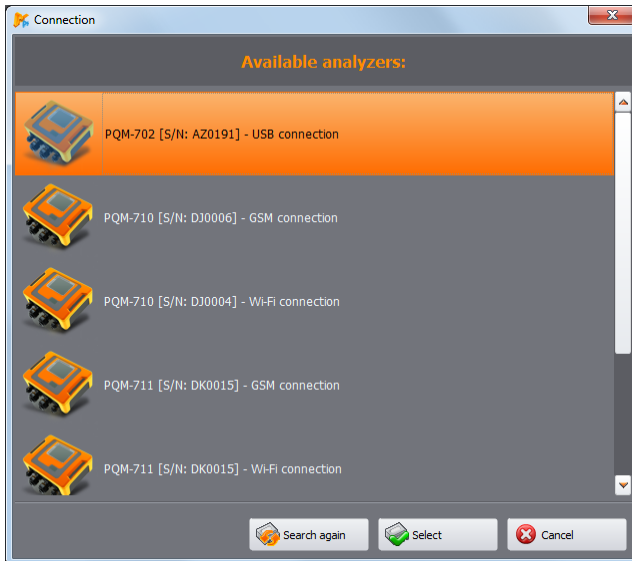 Connection
Available analyzers:
PQM-702 [S/N: AZ0191] - USB connection
PQM-710 [S/N: DJ0006] - GSM connection
PQM-710 [S/N: DJ0004] - Wi-Fi connection
PQM-711 [S/N: DK0015] - GSM connection
PQM-711 [S/N: DK0015] - Wi-Fi connection
Search again
Select
Cancel